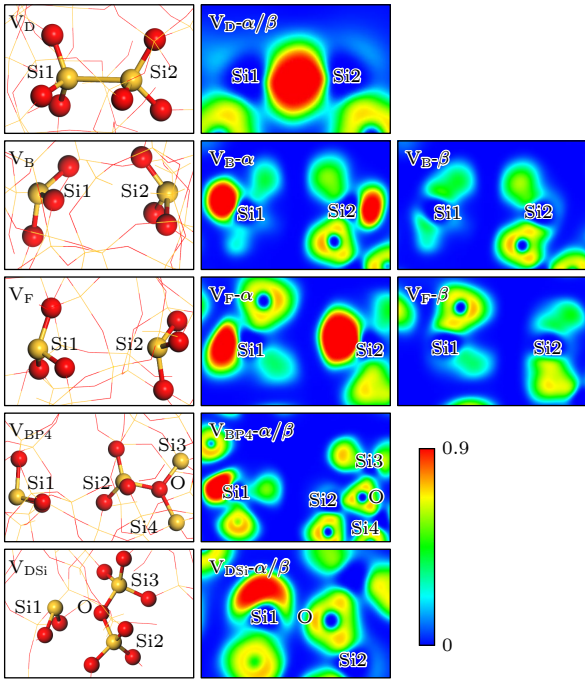 V_D
Si1 Si2
V_D-α/β
Si1 Si2
V_B
Si1 Si2
V_B-α
Si1 Si2
V_B-β
Si1 Si2
V_F
Si1 Si2
V_F-α
Si1 Si2
V_F-β
Si1 Si2
V_BP4
Si3
Si1 Si2 O
Si4
V_BP4-α/β
Si3
Si1 Si2 O
Si4
0.9
0
V_DSi
Si3
Si1 O
Si2
V_DSi-α/β
Si1 O
Si2